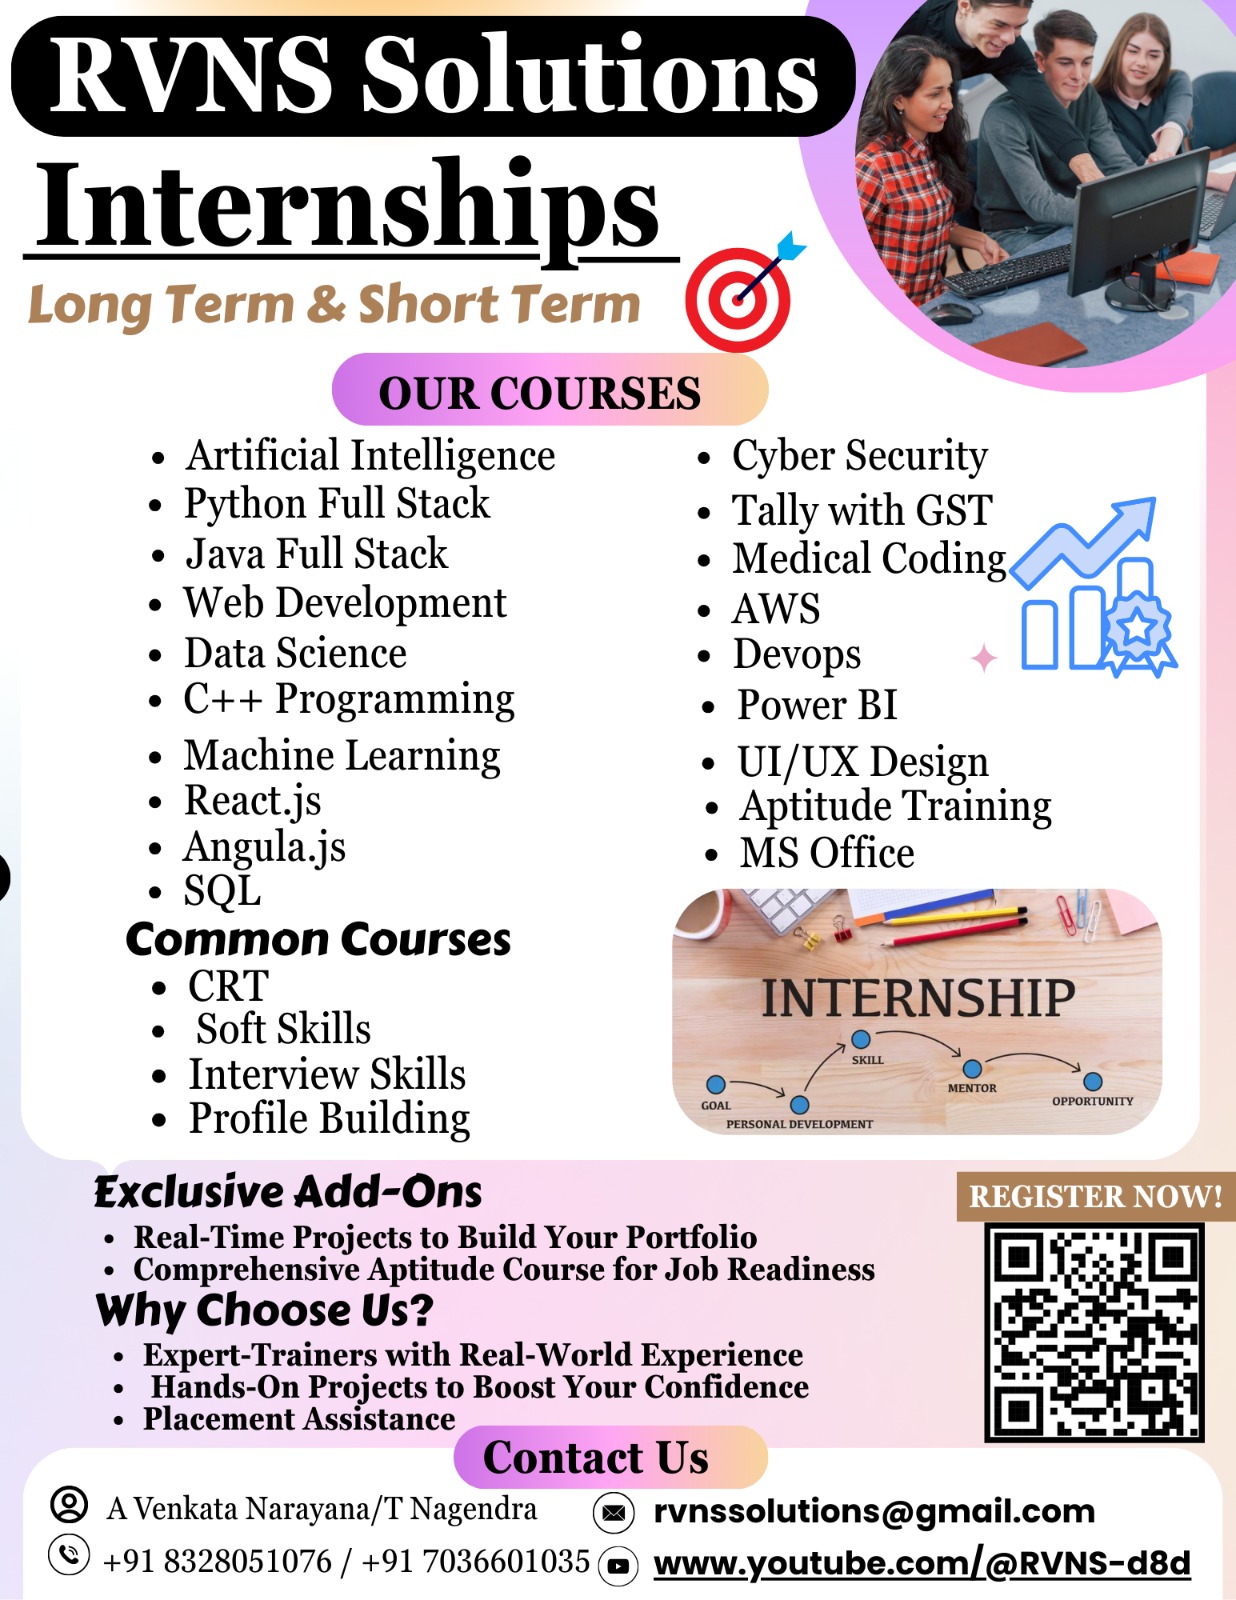 RVNS Solutions
Internships
Long Term & Short Term
OUR COURSES
Artificial Intelligence
Python Full Stack
Java Full Stack
Web Development
Data Science
C++ Programming
Machine Learning
React.js
Angula.js
SQL
Cyber Security
Tally with GST
Medical Coding
AWS
Devops
Power BI
UI/UX Design
Aptitude Training
MS Office
Common Courses
CRT
Soft Skills
Interview Skills
Profile Building
INTERNSHIP
GOAL
PERSONAL DEVELOPMENT
SKILL
MENTOR
OPPORTUNITY
Exclusive Add-Ons
Real-Time Projects to Build Your Portfolio
Comprehensive Aptitude Course for Job Readiness
Why Choose Us?
Expert-Trainers with Real-World Experience
Hands-On Projects to Boost Your Confidence
Placement Assistance
REGISTER NOW!
Contact Us
A Venkata Narayana/T Nagendra
+91 8328051076 / +91 7036601035
rvnssolutions@gmail.com
www.youtube.com/@RVNS-d8d